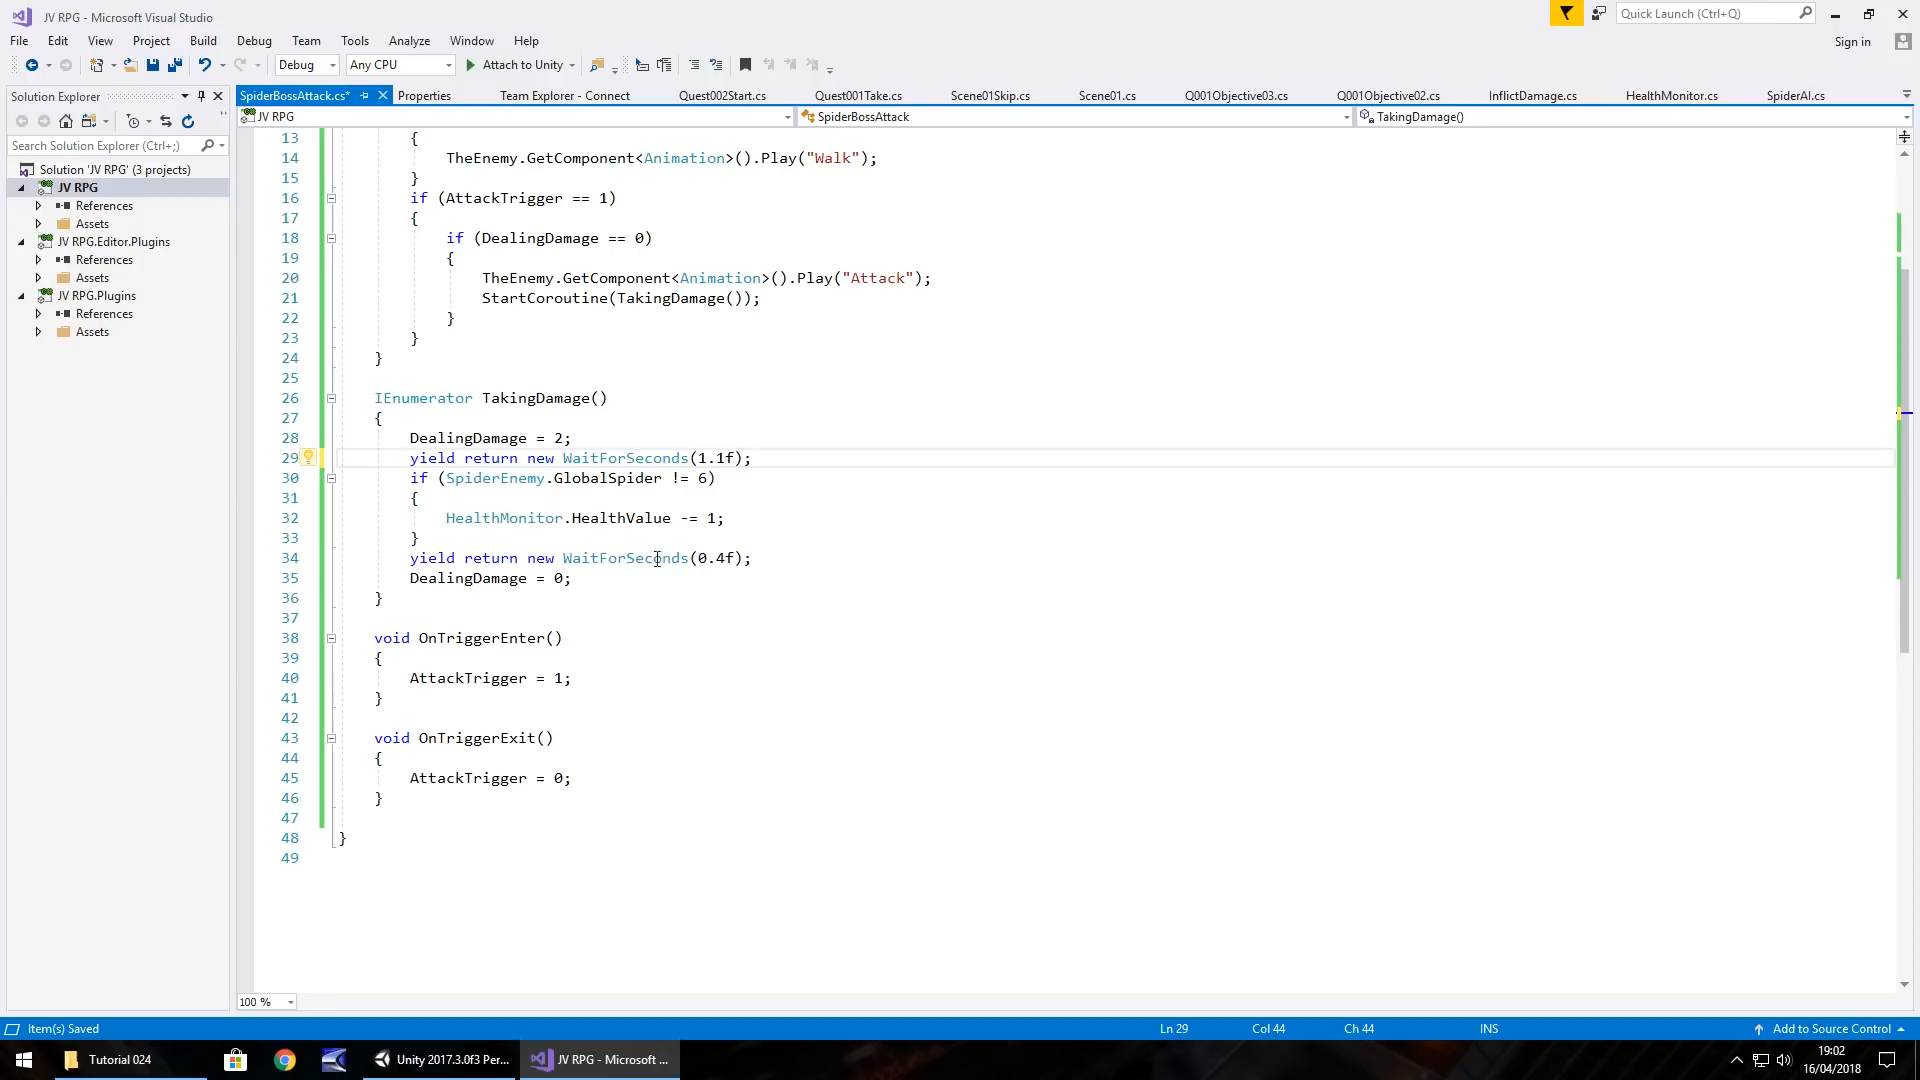 JV RPG - Microsoft Visual Studio
Quick Launch (Ctrl+Q)
File Edit View Project Build Debug Team Tools Analyze Window Help
Sign in
Debug Any CPU Attach to Unity
Solution Explorer
SpiderBossAttack.cs* Properties Team Explorer - Connect Quest002Start.cs Quest001Take.cs Scene01Skip.cs Scene01.cs Q001Objective03.cs Q001Objective02.cs InflictDamage.cs HealthMonitor.cs SpiderAI.cs
JV RPG SpiderBossAttack TakingDamage()
Search Solution Explorer (Ctrl+;)
Solution 'JV RPG' (3 projects)
JV RPG
References
Assets
JV RPG.Editor.Plugins
References
Assets
JV RPG.Plugins
References
Assets
13 {
14 TheEnemy.GetComponent<Animation>().Play("Walk");
15 }
16 if (AttackTrigger == 1)
17 {
18 if (DealingDamage == 0)
19 {
20 TheEnemy.GetComponent<Animation>().Play("Attack");
21 StartCoroutine(TakingDamage());
22 }
23 }
24 }
25
26 IEnumerator TakingDamage()
27 {
28 DealingDamage = 2;
29 yield return new WaitForSeconds(1.1f);
30 if (SpiderEnemy.GlobalSpider != 6)
31 {
32 HealthMonitor.HealthValue -= 1;
33 }
34 yield return new WaitForSeconds(0.4f);
35 DealingDamage = 0;
36 }
37
38 void OnTriggerEnter()
39 {
40 AttackTrigger = 1;
41 }
42
43 void OnTriggerExit()
44 {
45 AttackTrigger = 0;
46 }
47
48 }
49
100 %
Item(s) Saved Ln 29 Col 44 Ch 44 INS Add to Source Control
Tutorial 024 Unity 2017.3.0f3 Per... JV RPG - Microsoft ...
19:02
16/04/2018